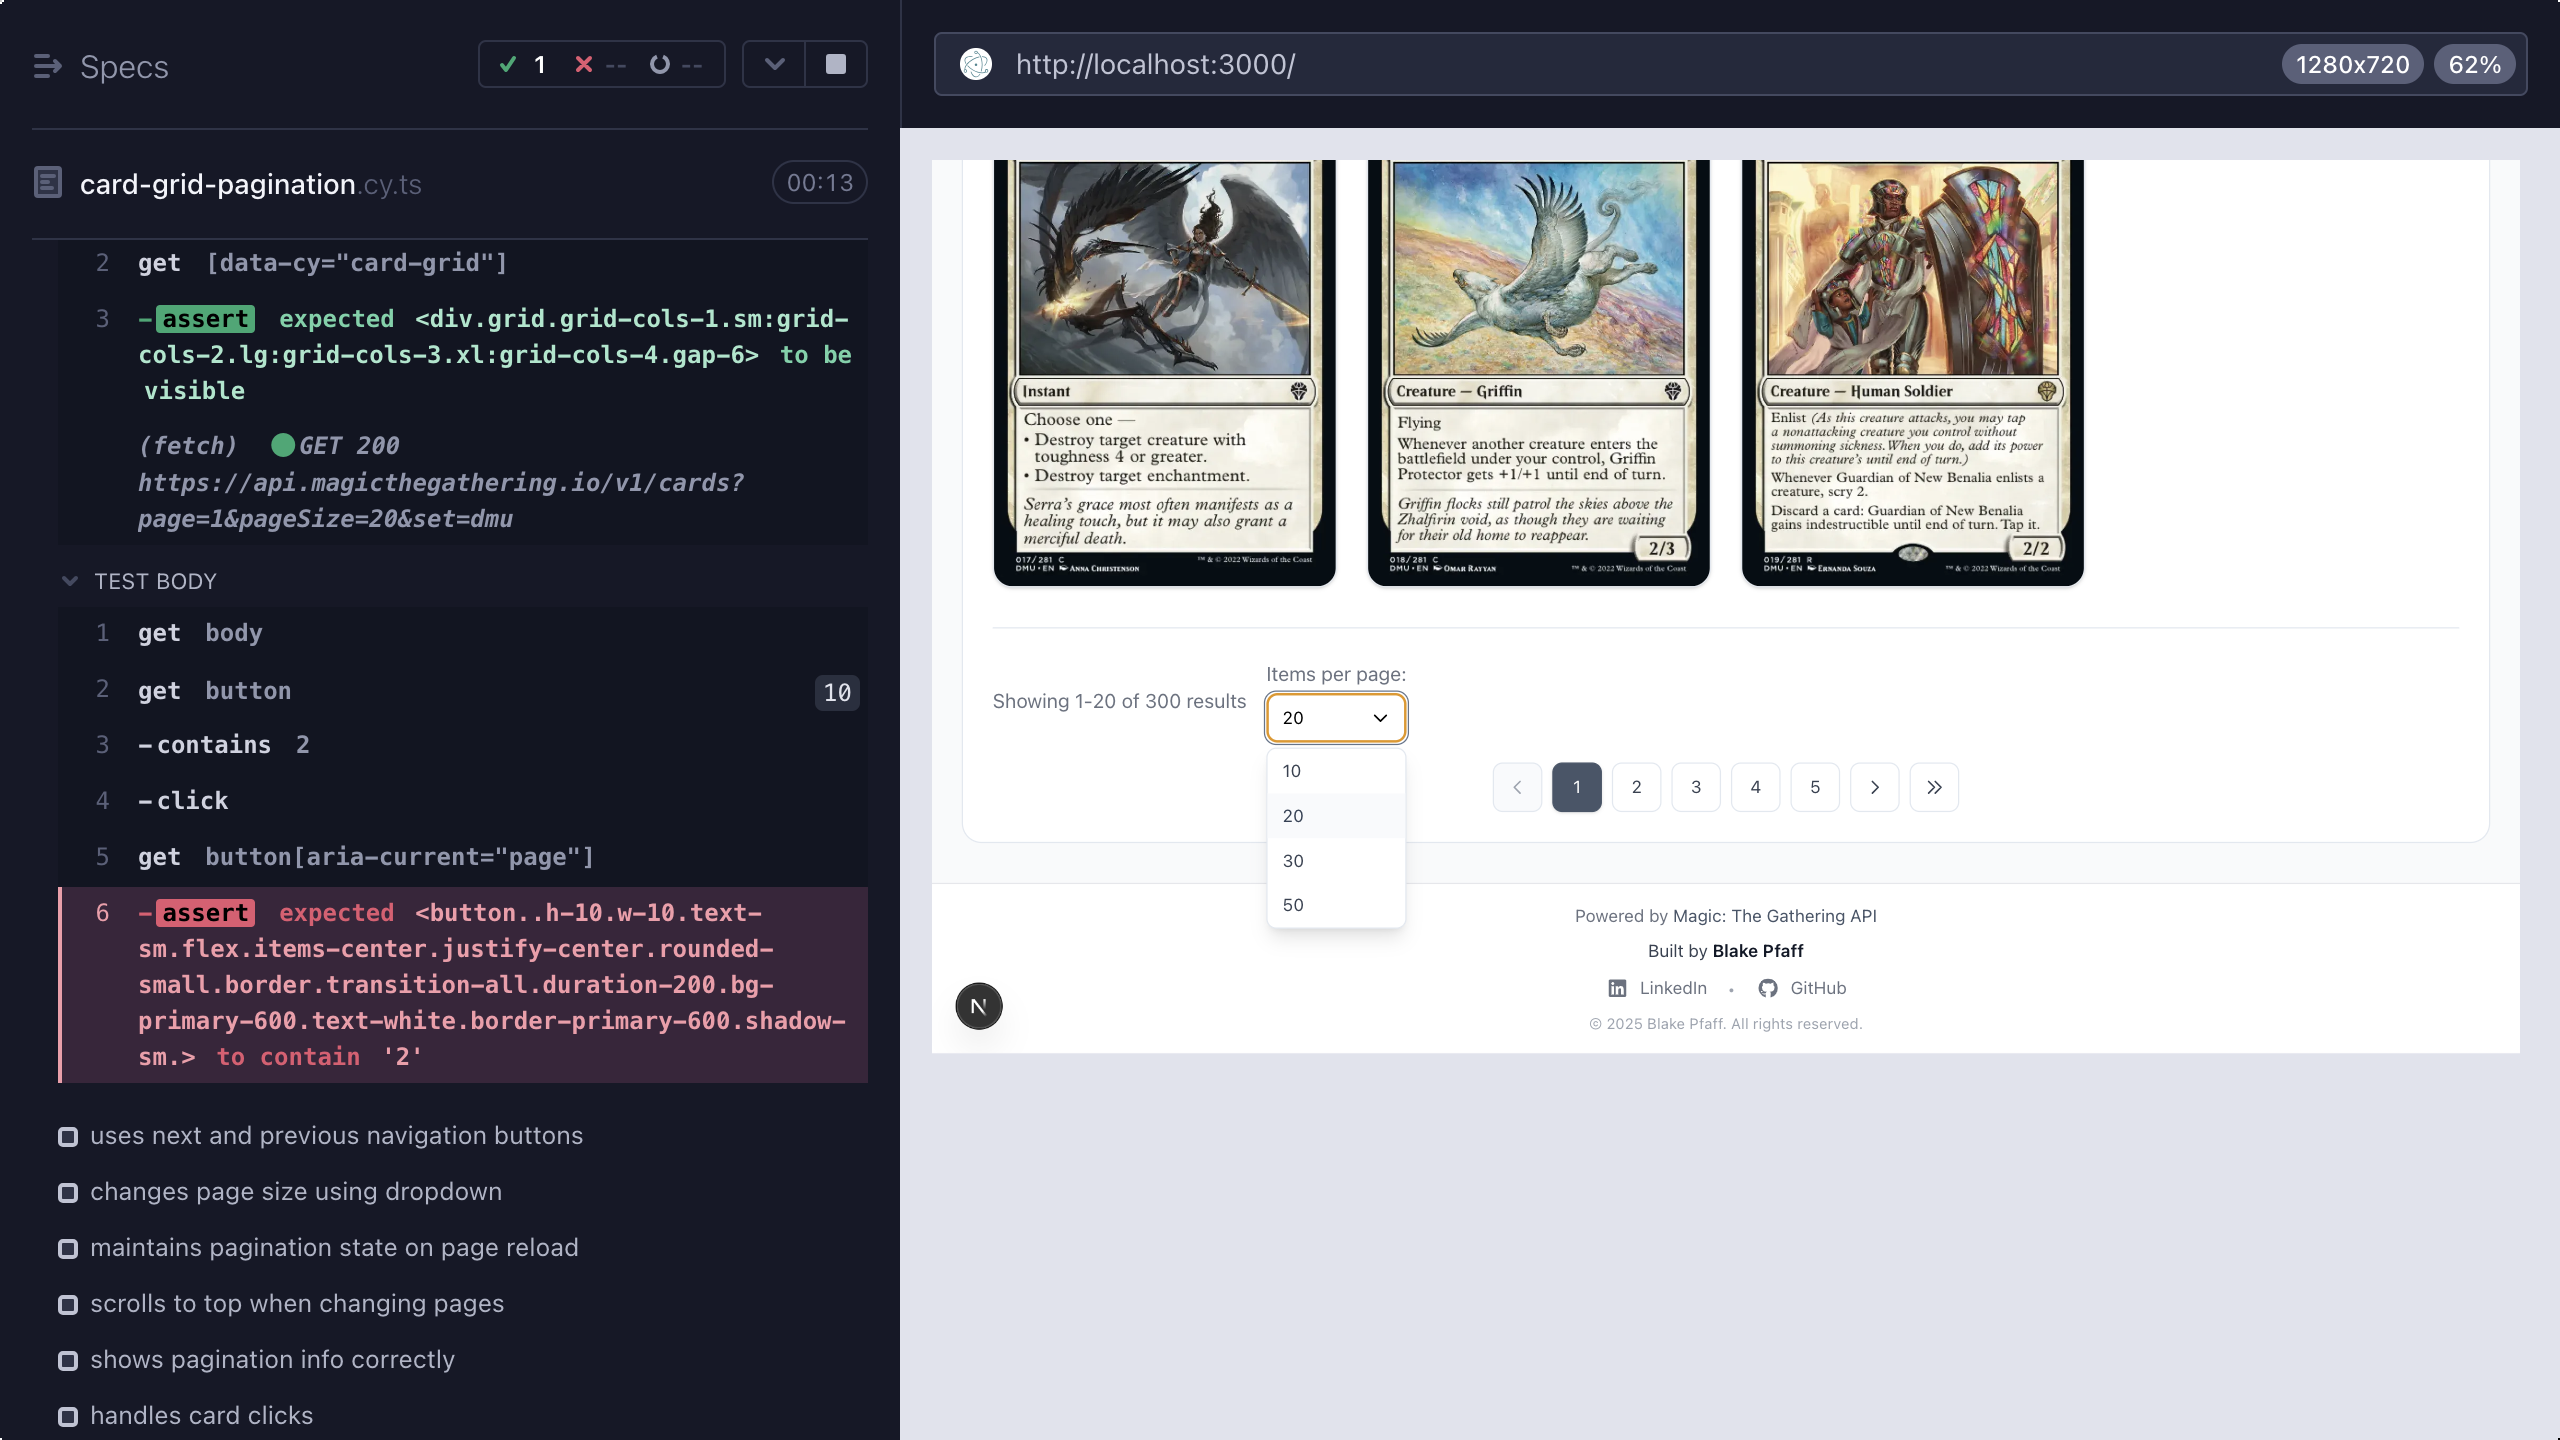 Specs
1 -- --
card-grid-pagination.cy.ts
00:13
2 get [data-cy="card-grid"]
3 -assert expected <div.grid.grid-cols-1.sm:grid-
cols-2.lg:grid-cols-3.xl:grid-cols-4.gap-6> to be
visible
(fetch) GET 200
https://api.magicthegathering.io/v1/cards?
page=1&pageSize=20&set=dmu
TEST BODY
1 get body
2 get button 10
3 -contains 2
4 -click
5 get button[aria-current="page"]
6 -assert expected <button..h-10.w-10.text-
sm.flex.items-center.justify-center.rounded-
small.border.transition-all.duration-200.bg-
primary-600.text-white.border-primary-600.shadow-
sm.> to contain '2'
uses next and previous navigation buttons
changes page size using dropdown
maintains pagination state on page reload
scrolls to top when changing pages
shows pagination info correctly
handles card clicks
http://localhost:3000/
1280x720
62%
Instant
Choose one —
• Destroy target creature with
toughness 4 or greater.
• Destroy target enchantment.
Serra's grace most often manifests as a
healing touch, but it may also grant a
merciful death.
017/281 C
DMU • EN Anna Christenson
™ & © 2022 Wizards of the Coast
Creature — Griffin
Flying
Whenever another creature enters the
battlefield under your control, Griffin
Protector gets +1/+1 until end of turn.
Griffin flocks still patrol the skies above the
Zhalfirin void, as though they are waiting
for their old home to reappear.
2/3
018/281 C
DMU • EN Omar Rayyan
™ & © 2022 Wizards of the Coast
Creature — Human Soldier
Enlist (As this creature attacks, you may tap
a nonattacking creature you control without
summoning sickness. When you do, add its power
to this creature's until end of turn.)
Whenever Guardian of New Benalia enlists a
creature, scry 2.
Discard a card: Guardian of New Benalia
gains indestructible until end of turn. Tap it.
2/2
019/281 R
DMU • EN Ernanda Souza
™ & © 2022 Wizards of the Coast
Showing 1-20 of 300 results
Items per page:
20
10
20
30
50
1 2 3 4 5
Powered by Magic: The Gathering API
Built by Blake Pfaff
LinkedIn • GitHub
© 2025 Blake Pfaff. All rights reserved.
N